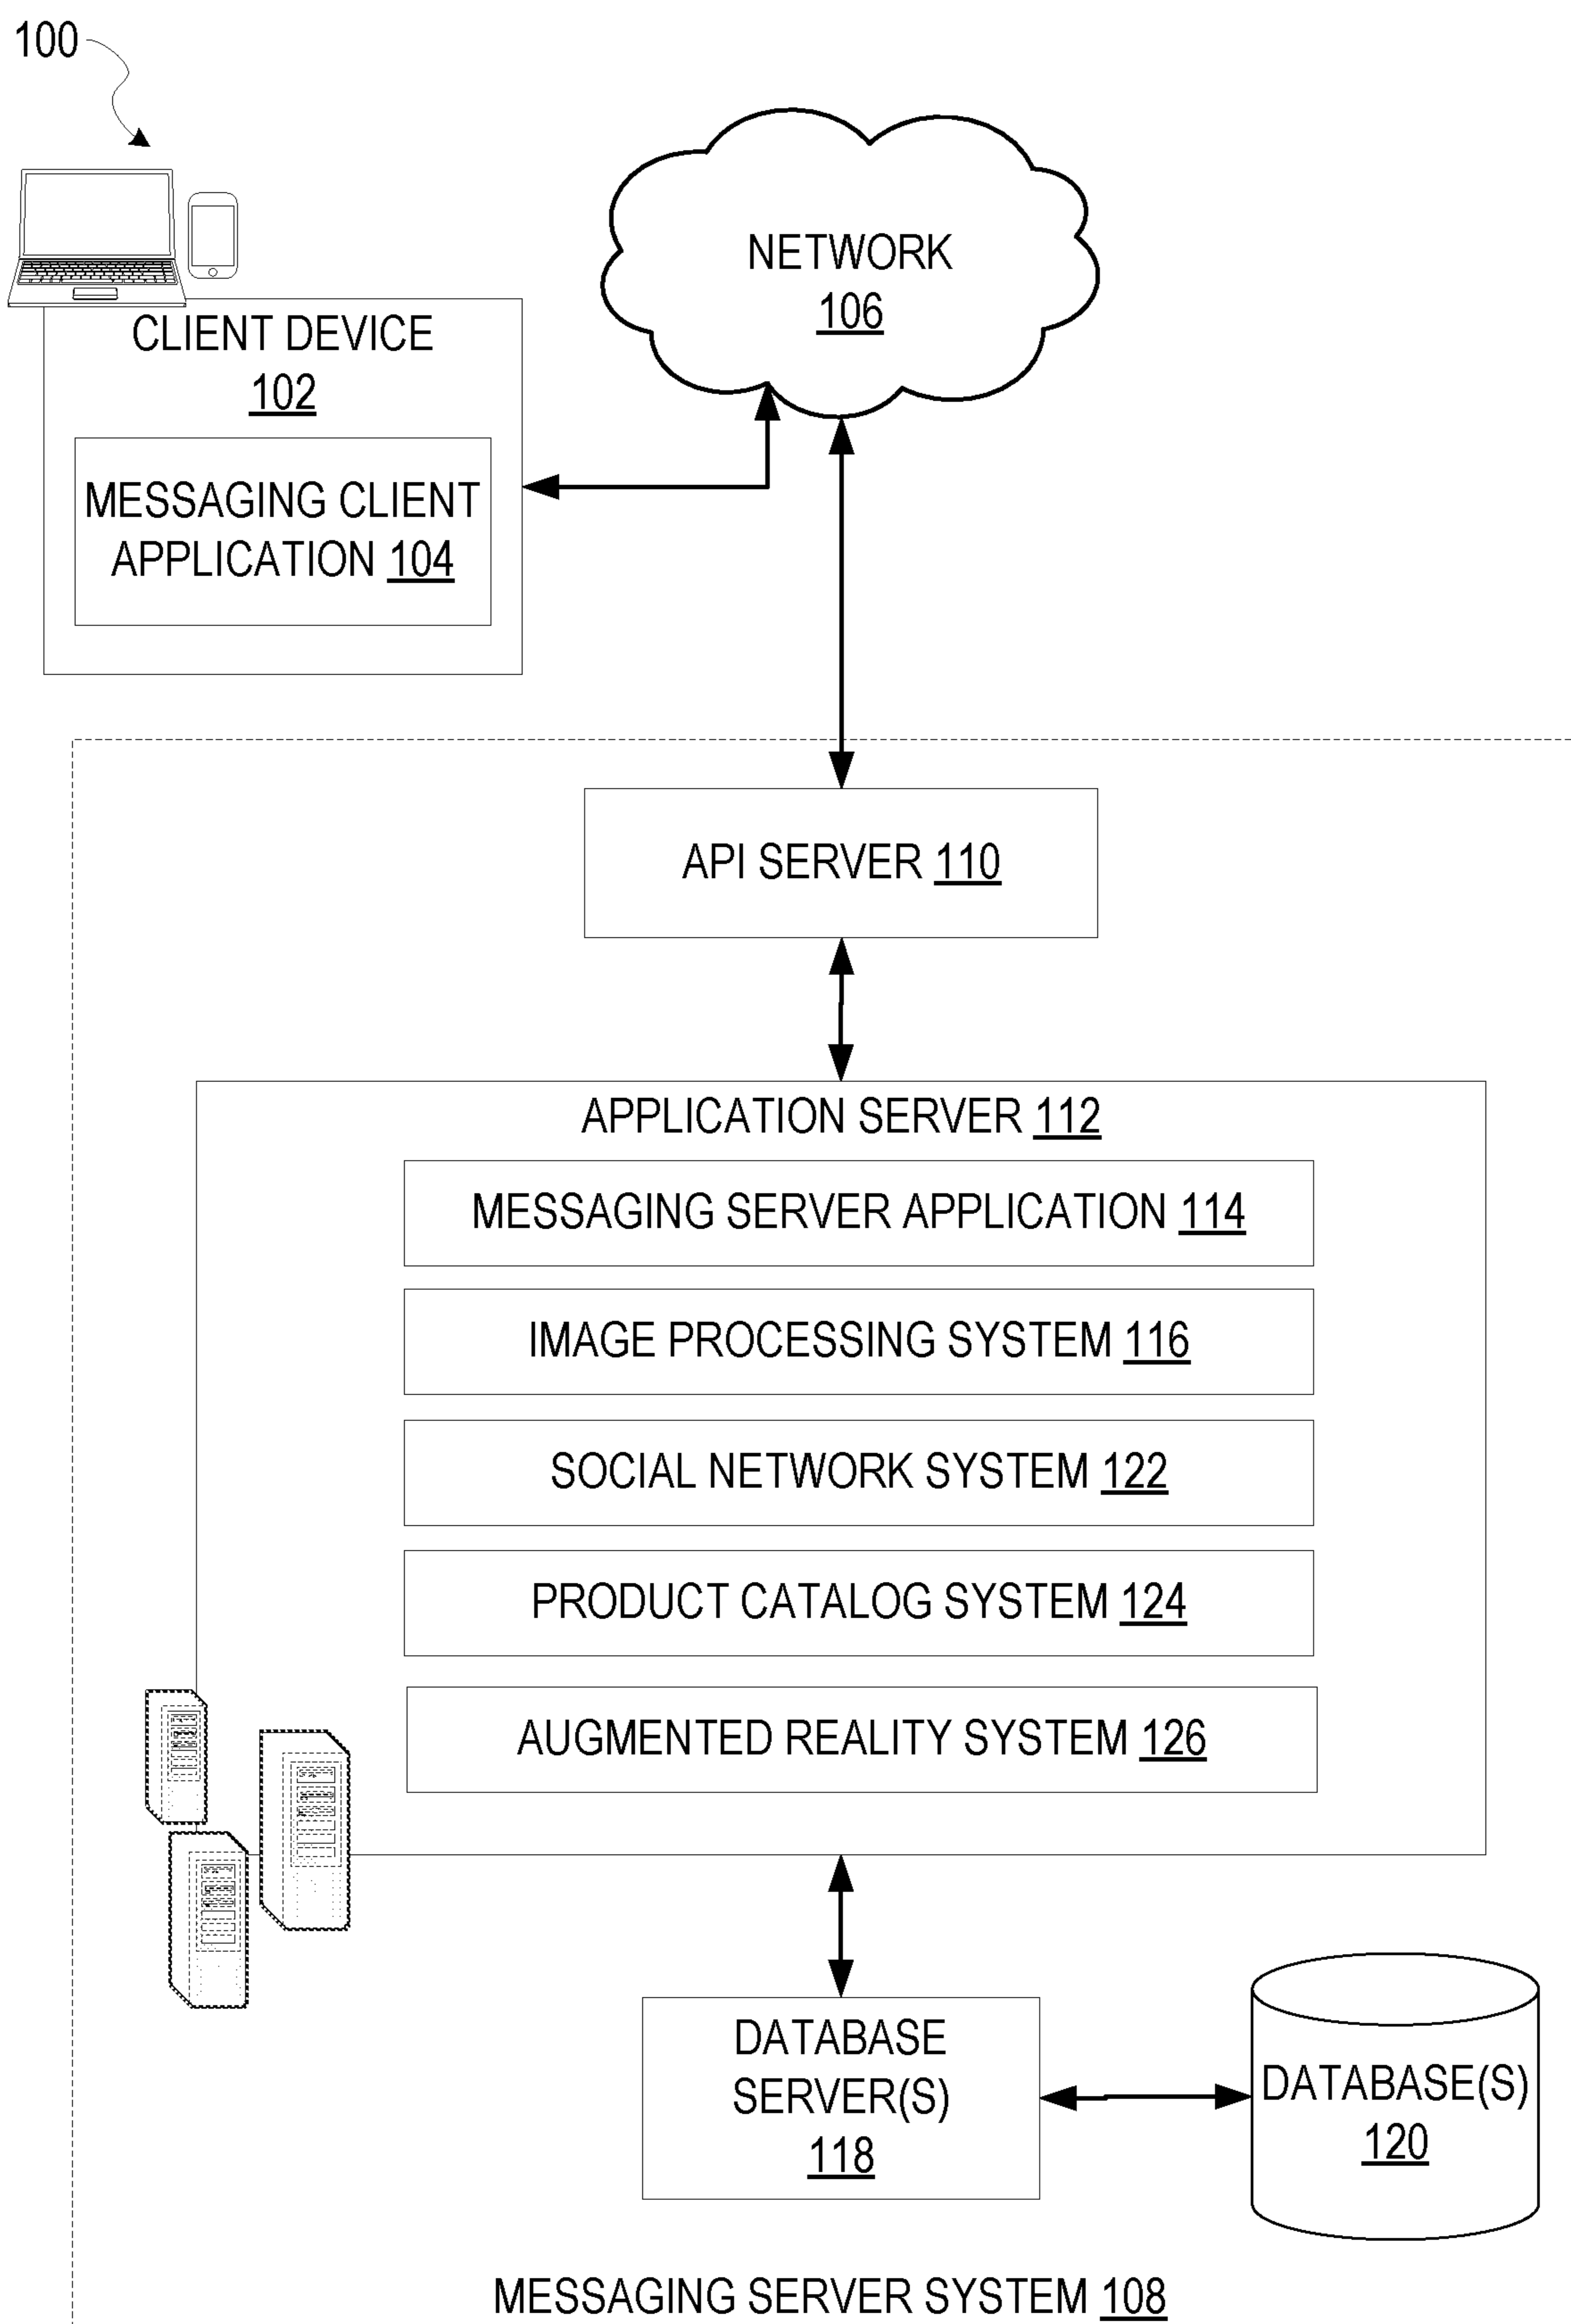 100
NETWORK
106
CLIENT DEVICE
102
MESSAGING CLIENT
APPLICATION 104
API SERVER 110
APPLICATION SERVER 112
MESSAGING SERVER APPLICATION 114
IMAGE PROCESSING SYSTEM 116
SOCIAL NETWORK SYSTEM 122
PRODUCT CATALOG SYSTEM 124
AUGMENTED REALITY SYSTEM 126
DATABASE
SERVER(S)
118
DATABASE(S)
120
MESSAGING SERVER SYSTEM 108